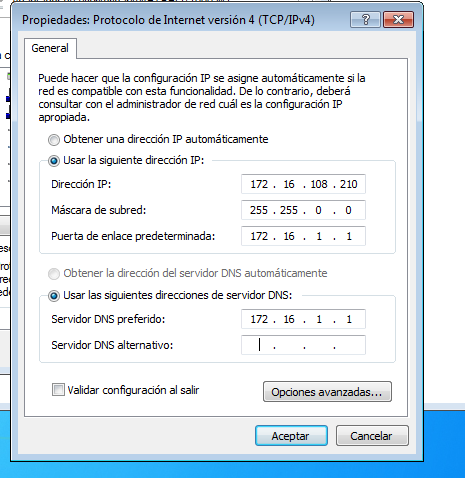 Propiedades: Protocolo de Internet versión 4 (TCP/IPv4)
General
Puede hacer que la configuración IP se asigne automáticamente si la
red es compatible con esta funcionalidad. De lo contrario, deberá
consultar con el administrador de red cuál es la configuración IP
apropiada.
Obtener una dirección IP automáticamente
Usar la siguiente dirección IP:
Dirección IP: 172 . 16 . 108 . 210
Máscara de subred: 255 . 255 . 0 . 0
Puerta de enlace predeterminada: 172 . 16 . 1 . 1
Obtener la dirección del servidor DNS automáticamente
Usar las siguientes direcciones de servidor DNS:
Servidor DNS preferido: 172 . 16 . 1 . 1
Servidor DNS alternativo: . . .
Validar configuración al salir
Opciones avanzadas...
Aceptar
Cancelar